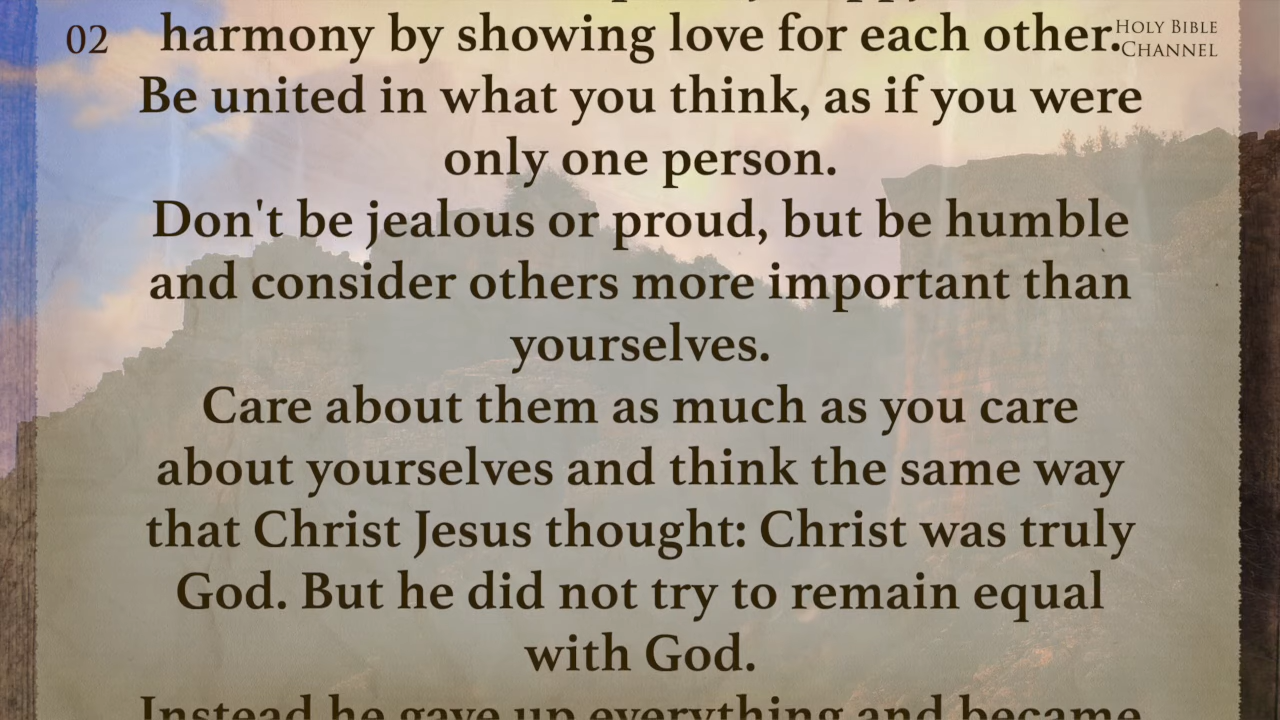 02
harmony by showing love for each other.
HOLY BIBLE
CHANNEL
Be united in what you think, as if you were
only one person.
Don't be jealous or proud, but be humble
and consider others more important than
yourselves.
Care about them as much as you care
about yourselves and think the same way
that Christ Jesus thought: Christ was truly
God. But he did not try to remain equal
with God.
Instead he gave up everything and became